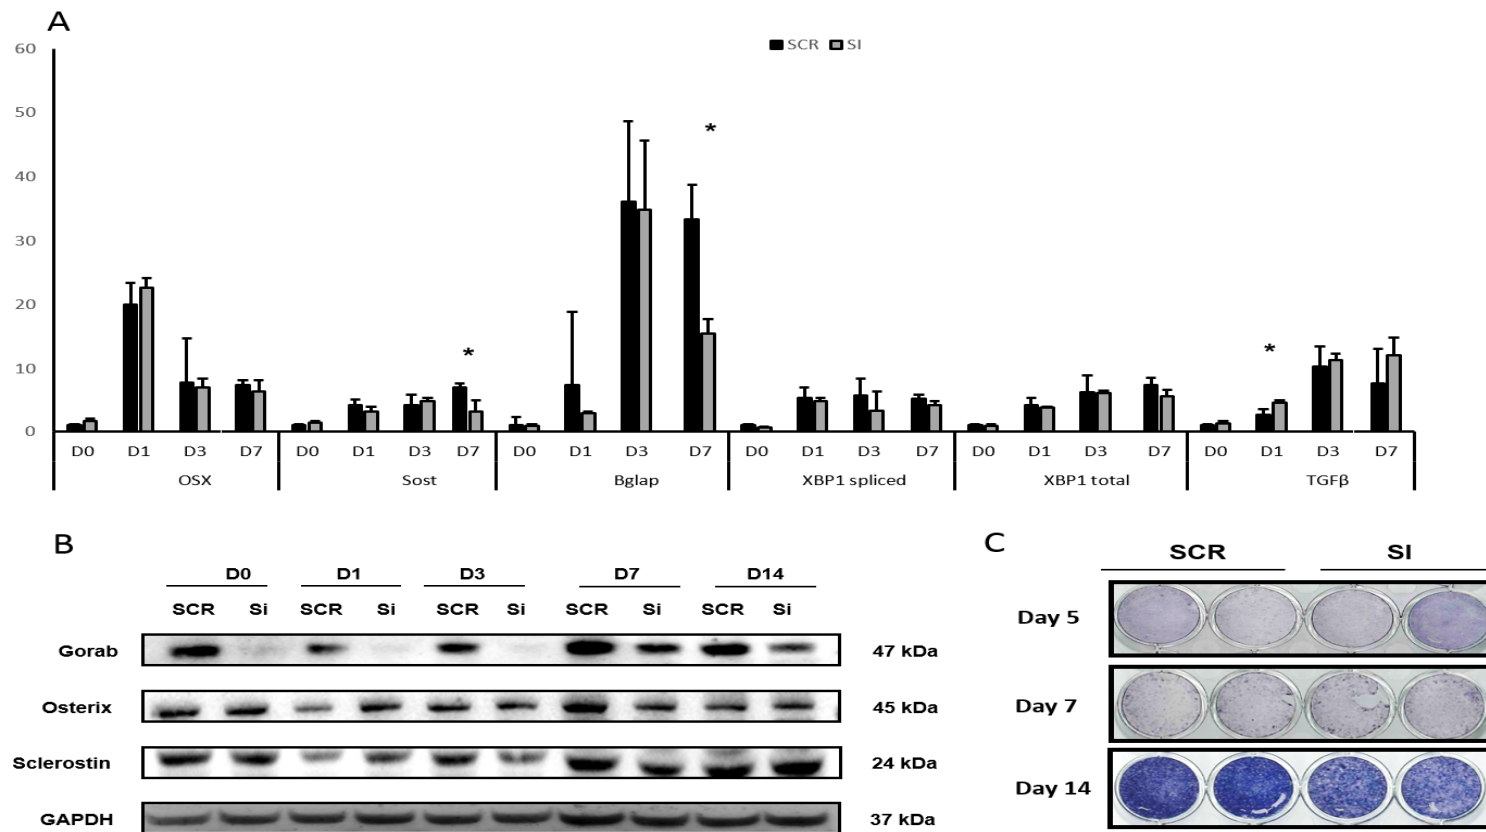 A
SCR SI
60
50
40
30
20
10
0
* * *
D0 D1 D3 D7 D0 D1 D3 D7 D0 D1 D3 D7 D0 D1 D3 D7 D0 D1 D3 D7 D0 D1 D3 D7
OSX Sost Bglap XBP1 spliced XBP1 total TGFβ
B
D0 D1 D3 D7 D14
SCR Si SCR Si SCR Si SCR Si SCR Si
Gorab 47 kDa
Osterix 45 kDa
Sclerostin 24 kDa
GAPDH 37 kDa
C
SCR SI
Day 5
Day 7
Day 14